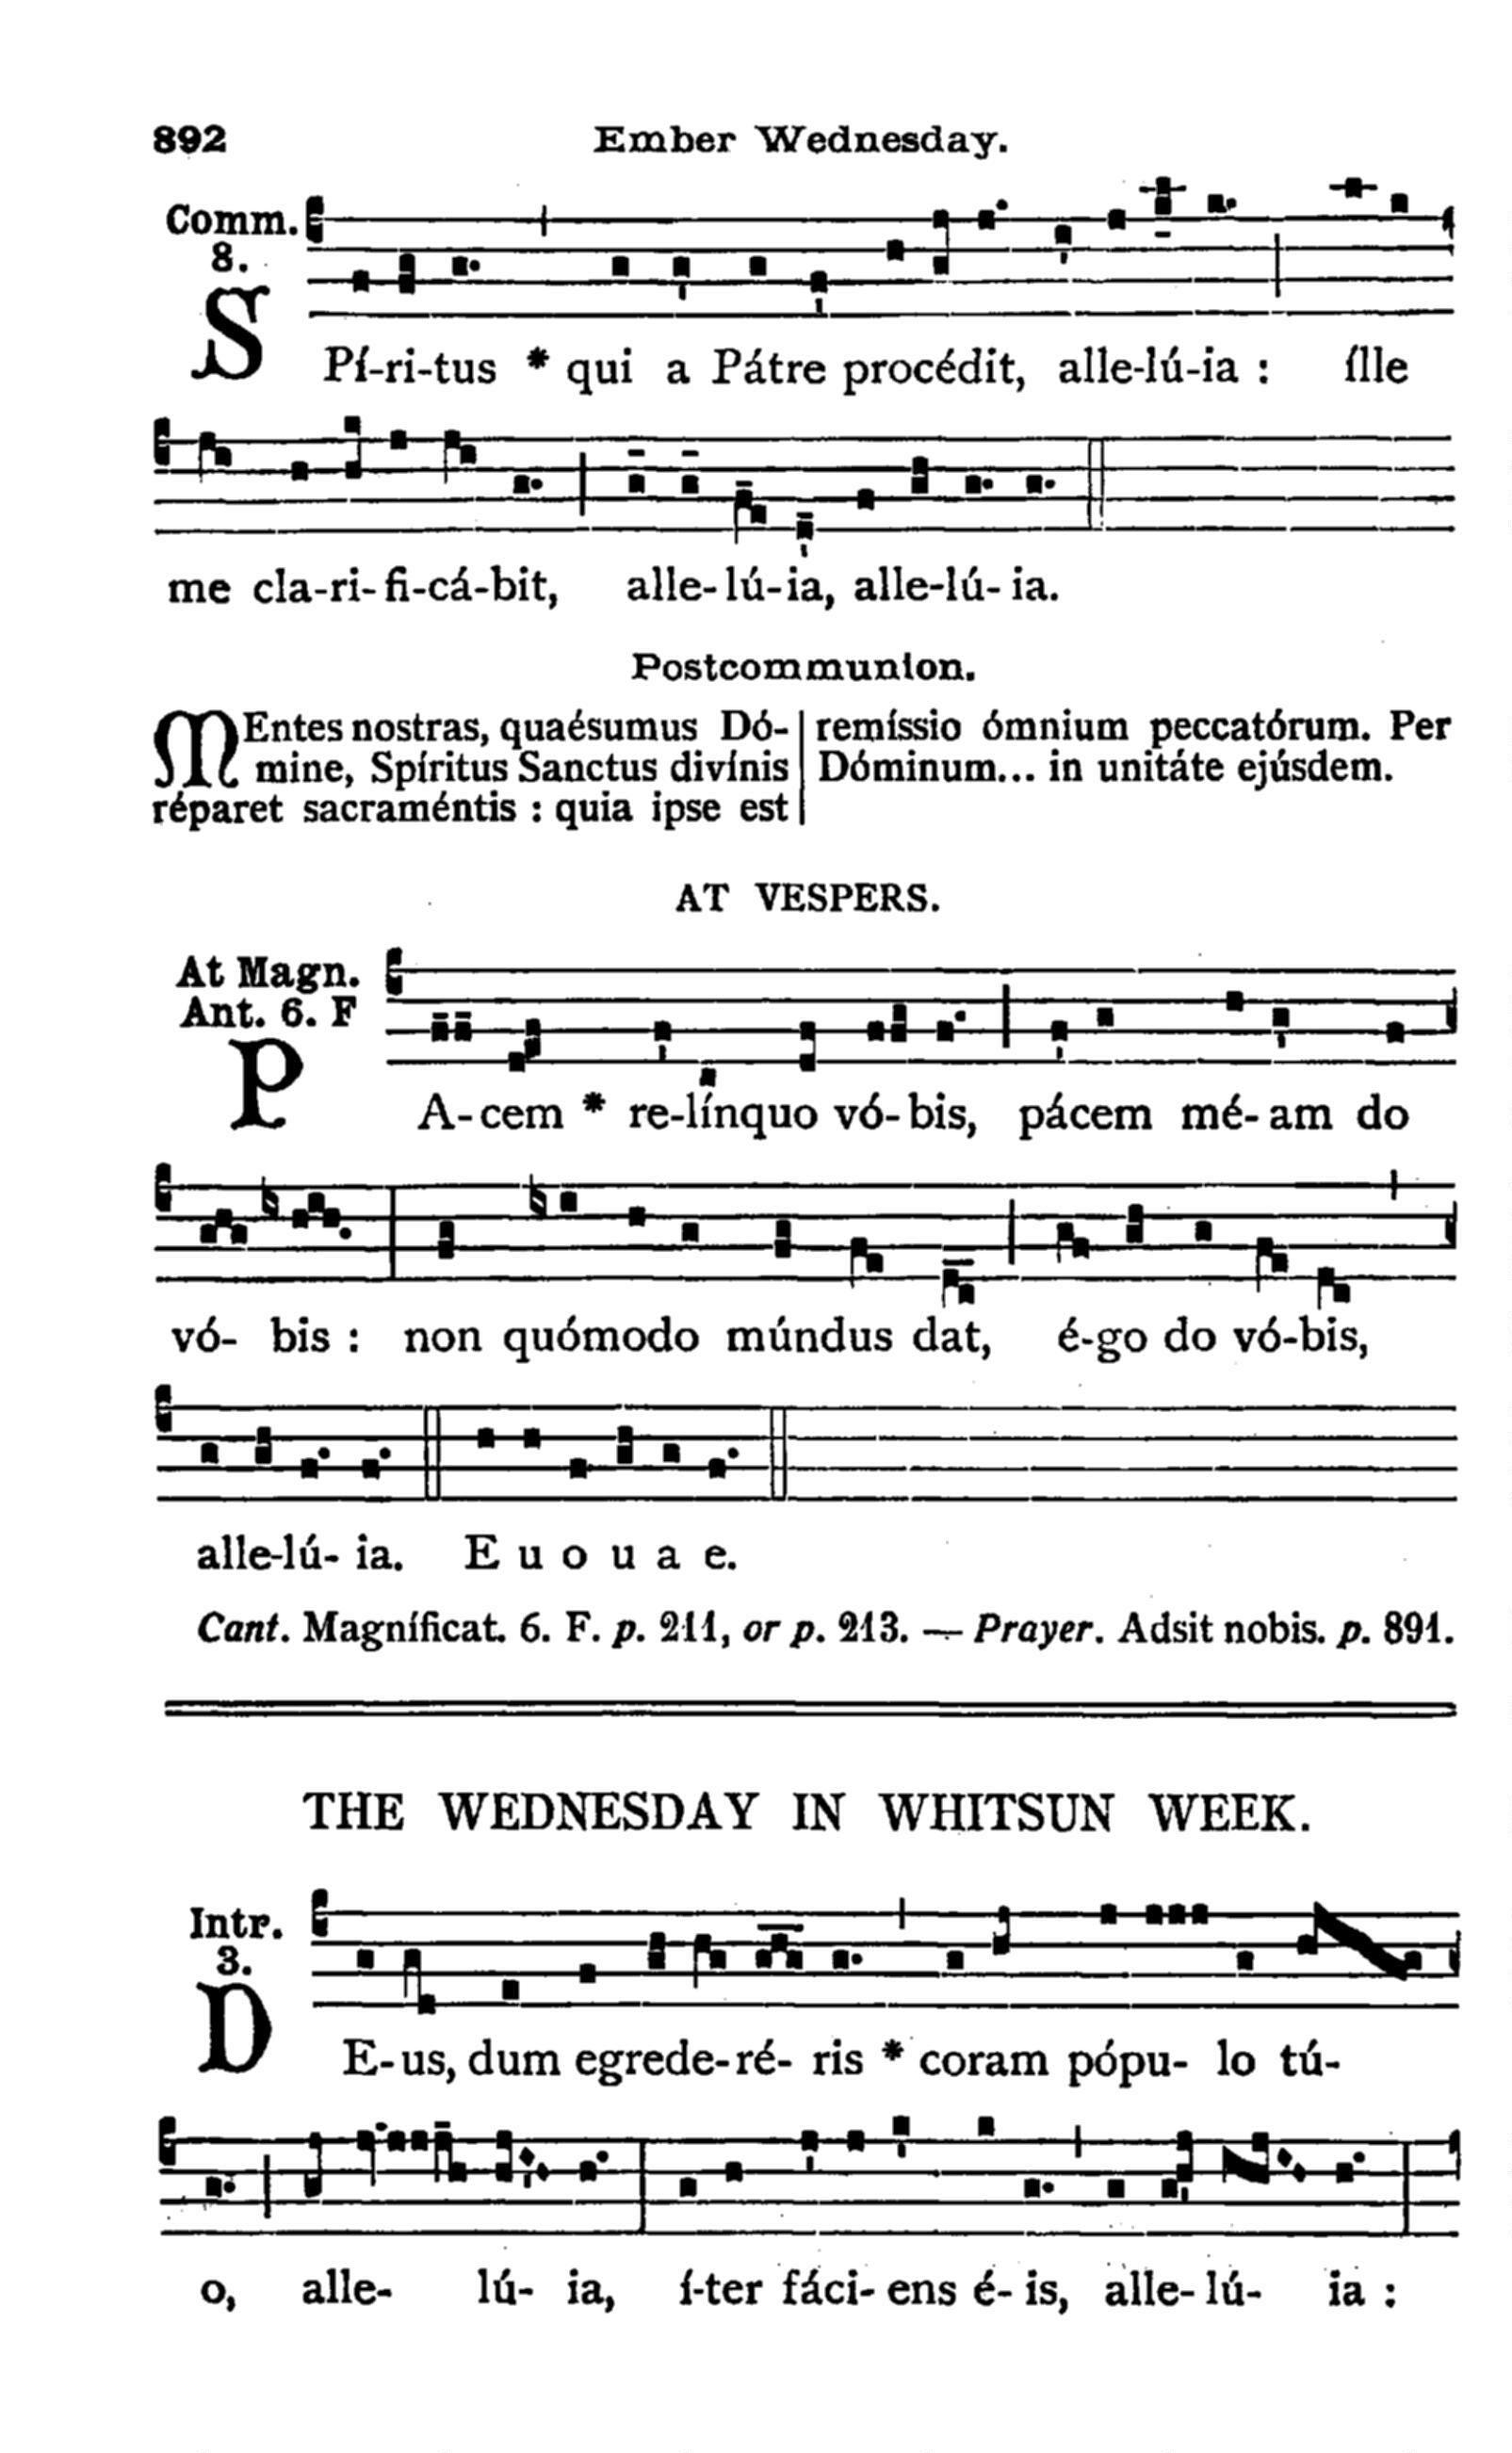 892 Ember Wednesday.
Comm.
8.
SPí-ri-tus * qui a Pátre procédit, alle-lú-ia : ílle
me cla-ri-fi-cá-bit, alle-lú-ia, alle-lú-ia.
Postcommunion.
MEntes nostras, quaésumus Dó-
mine, Spíritus Sanctus divínis
réparet sacraméntis : quia ipse est
remíssio ómnium peccatórum. Per
Dóminum... in unitáte ejúsdem.
AT VESPERS.
At Magn.
Ant. 6. F
PA-cem * re-línquo vó-bis, pácem mé-am do
vó- bis : non quómodo múndus dat, é-go do vó-bis,
alle-lú- ia. E u o u a e.
Cant. Magníficat. 6. F. p. 211, or p. 213. — Prayer. Adsit nobis. p. 891.
THE WEDNESDAY IN WHITSUN WEEK.
Intr.
3.
DE-us, dum egrede-ré- ris * coram pópu- lo tú-
o, alle- lú- ia, í-ter fáci- ens é- is, alle- lú- ia :